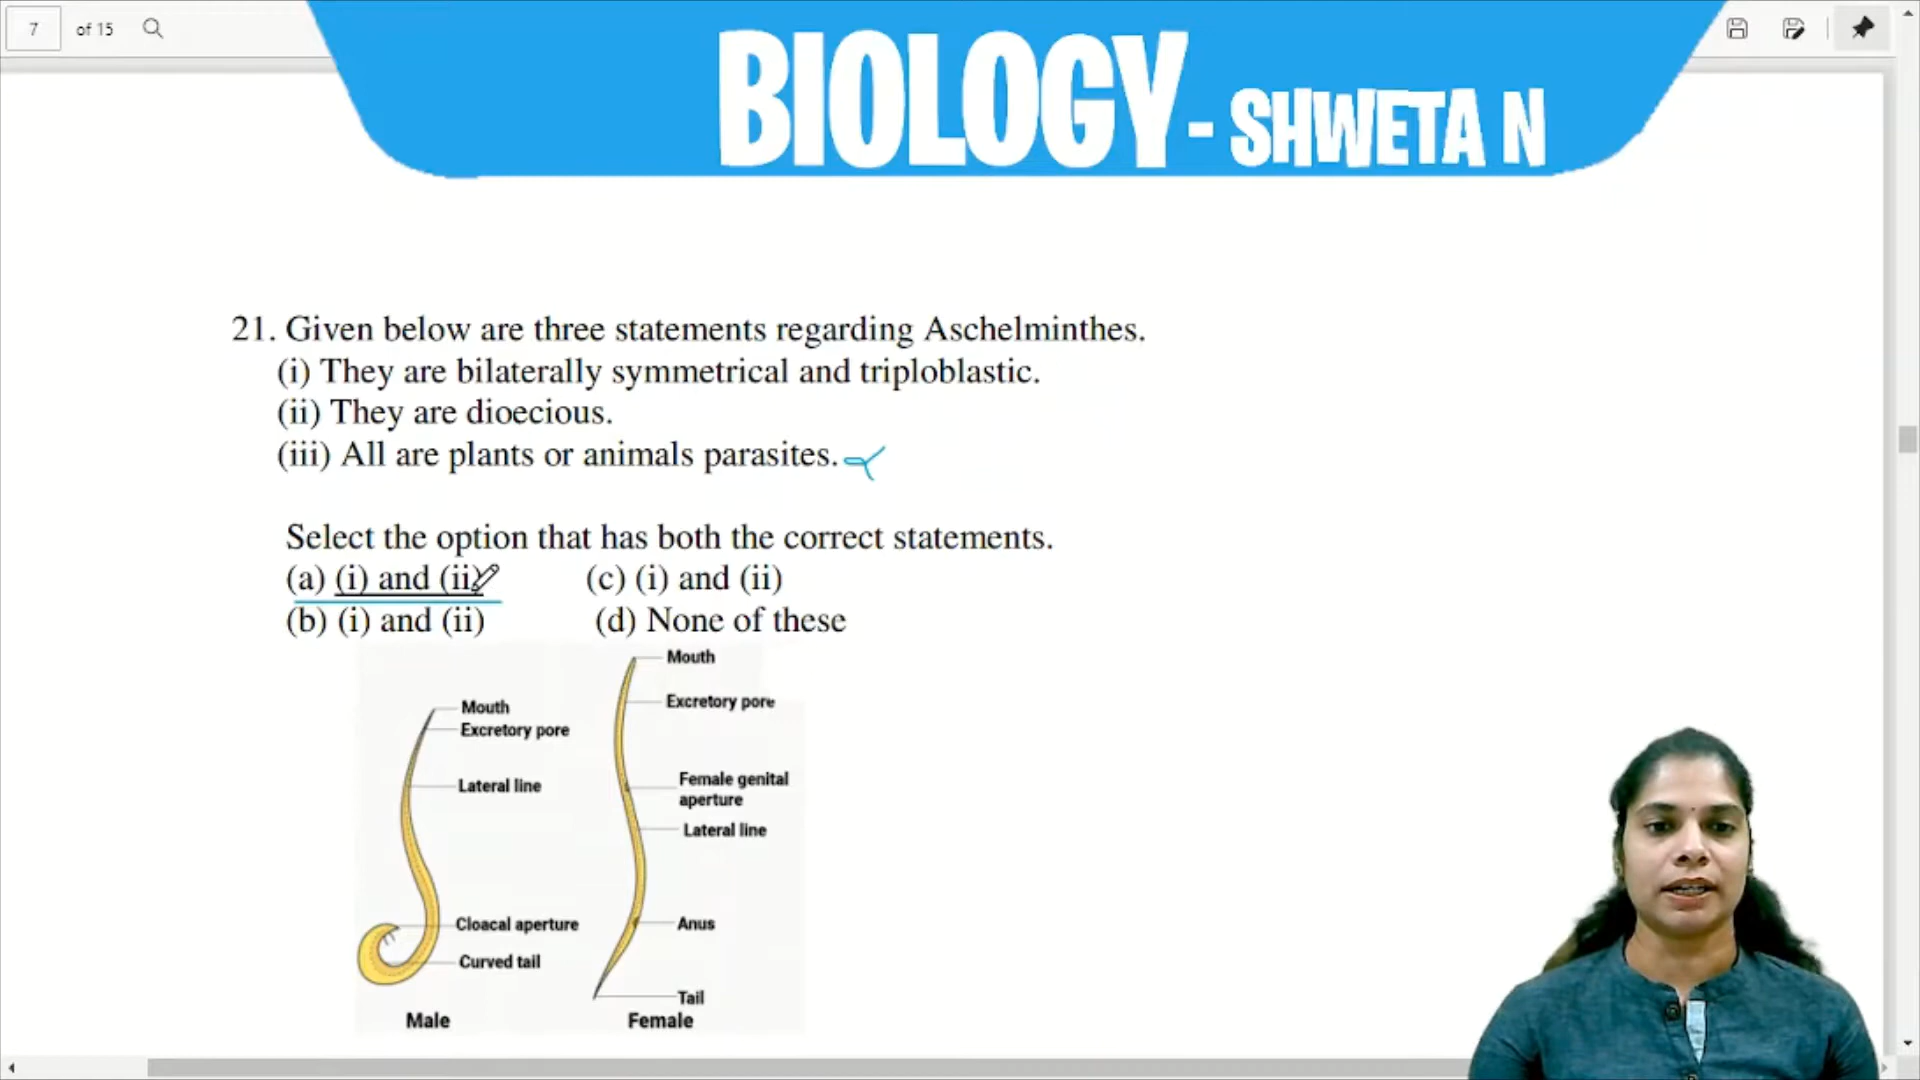 7 of 15
BIOLOGY - SHWETA N
21. Given below are three statements regarding Aschelminthes.
(i) They are bilaterally symmetrical and triploblastic.
(ii) They are dioecious.
(iii) All are plants or animals parasites.
Select the option that has both the correct statements.
(a) (i) and (ii) (c) (i) and (ii)
(b) (i) and (ii) (d) None of these
Mouth
Excretory pore
Lateral line
Cloacal aperture
Curved tail
Male
Mouth
Excretory pore
Female genital
aperture
Lateral line
Anus
Tail
Female